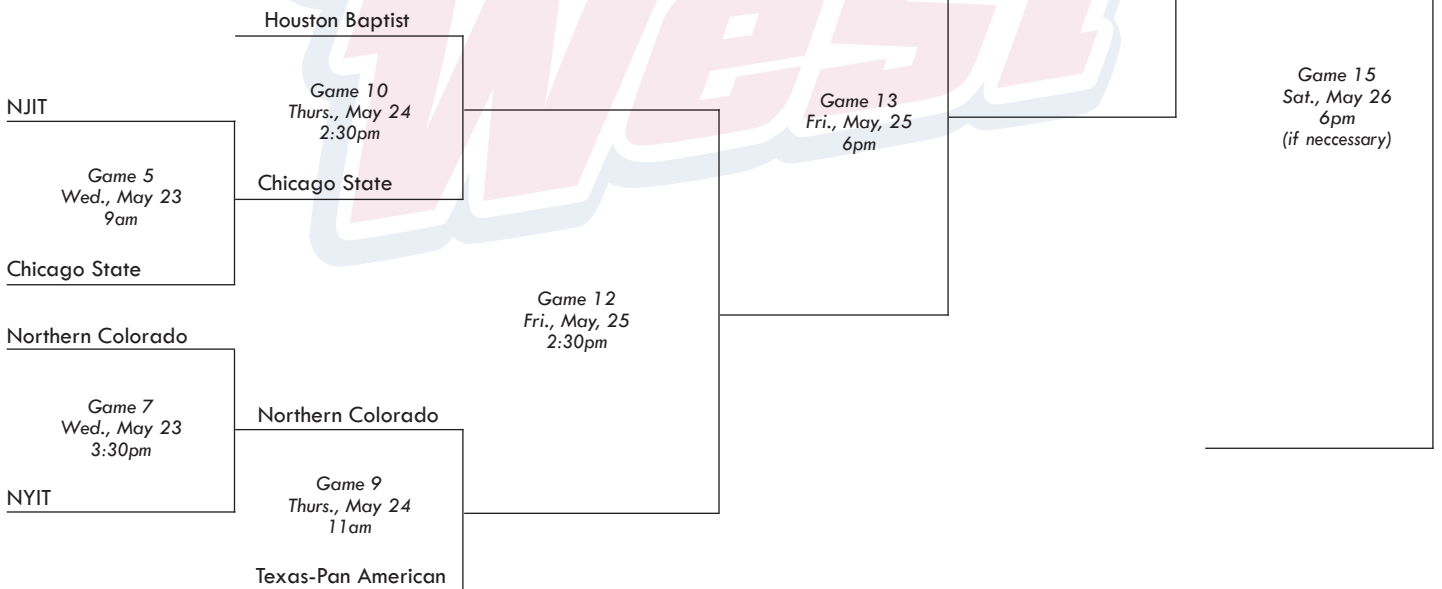 Houston Baptist
Game 10
Thurs., May 24
2:30pm
NJIT
Game 5
Wed., May 23
9am
Chicago State
Chicago State
Northern Colorado
Game 7
Wed., May 23
3:30pm
NYIT
Northern Colorado
Game 9
Thurs., May 24
11am
Texas-Pan American
Game 12
Fri., May, 25
2:30pm
Game 13
Fri., May, 25
6pm
Game 15
Sat., May 26
6pm
(if neccessary)
West